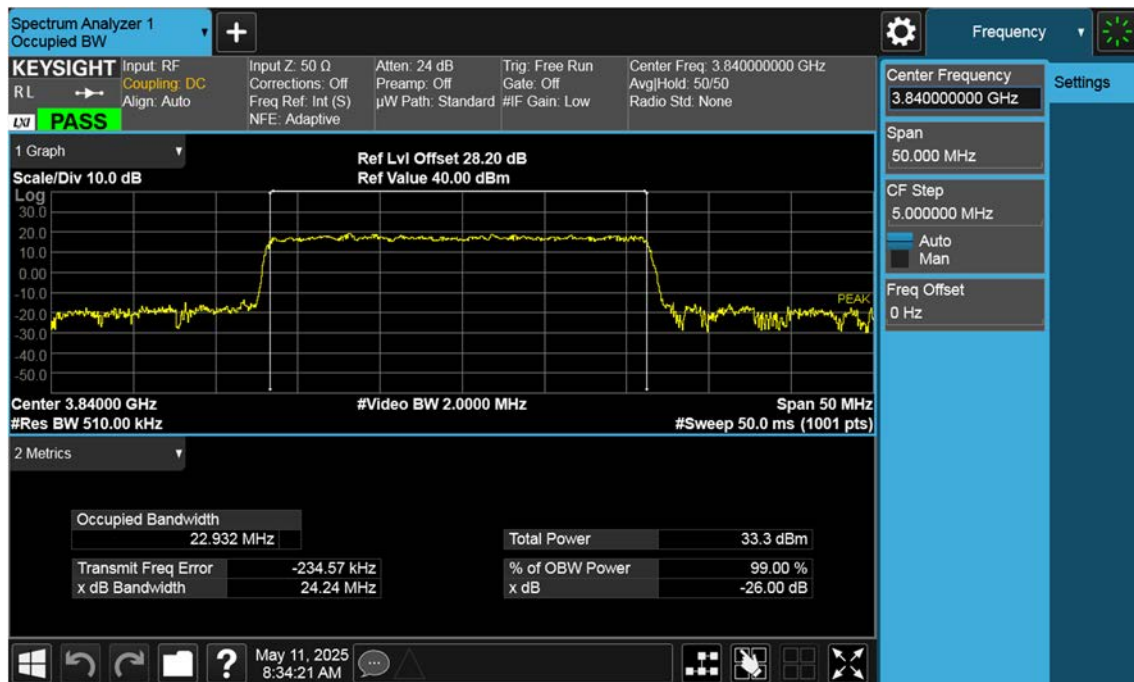 Spectrum Analyzer 1
Occupied BW
Frequency
KEYSIGHT
RL
LXI PASS
Input: RF
Coupling: DC
Align: Auto
Input Z: 50 Ω
Corrections: Off
Freq Ref: Int (S)
NFE: Adaptive
Atten: 24 dB
Preamp: Off
µW Path: Standard
Trig: Free Run
Gate: Off
#IF Gain: Low
Center Freq: 3.840000000 GHz
Avg|Hold: 50/50
Radio Std: None
Center Frequency
3.840000000 GHz
Settings
Span
50.000 MHz
CF Step
5.000000 MHz
Auto
Man
Freq Offset
0 Hz
1 Graph
Scale/Div 10.0 dB
Ref Lvl Offset 28.20 dB
Ref Value 40.00 dBm
Log
30.0
20.0
10.0
0.00
-10.0
-20.0
-30.0
-40.0
-50.0
PEAK
Center 3.84000 GHz
#Video BW 2.0000 MHz
Span 50 MHz
#Res BW 510.00 kHz
#Sweep 50.0 ms (1001 pts)
2 Metrics
Occupied Bandwidth
22.932 MHz
Total Power 33.3 dBm
Transmit Freq Error -234.57 kHz
% of OBW Power 99.00 %
x dB Bandwidth 24.24 MHz
x dB -26.00 dB
?
May 11, 2025
8:34:21 AM